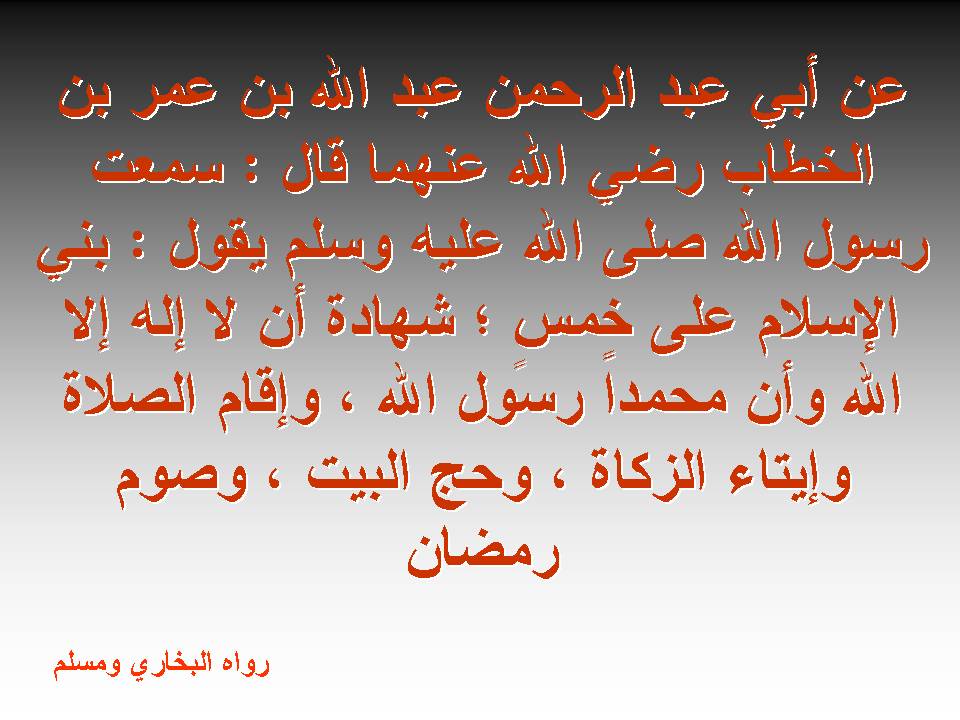 عن أبي عبد الرحمن عبد الله بن عمر بن
الخطاب رضي الله عنهما قال : سمعت
رسول الله صلى الله عليه وسلم يقول : بني
الإسلام على خمسٍ ؛ شهادة أن لا إله إلا
الله وأن محمداً رسول الله ، وإقام الصلاة
وإيتاء الزكاة ، وحج البيت ، وصوم
رمضان
رواه البخاري ومسلم